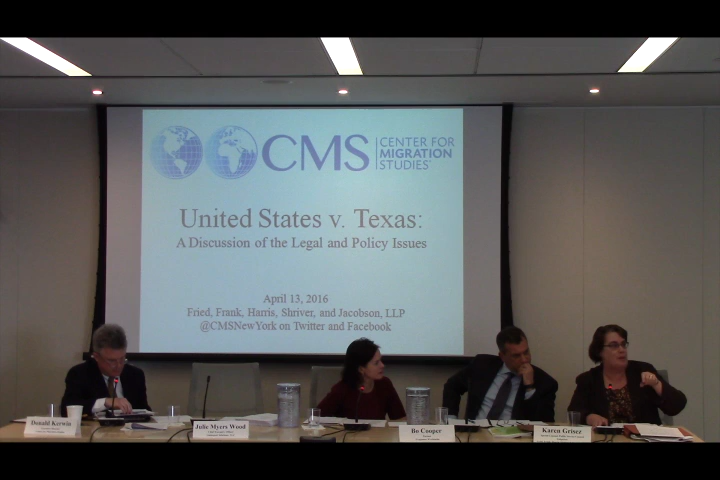 CMS
CENTER FOR
MIGRATION
STUDIES
United States v. Texas:
A Discussion of the Legal and Policy Issues
April 13, 2016
Fried, Frank, Harris, Shriver, and Jacobson, LLP
@CMSNewYork on Twitter and Facebook
Donald Kerwin
Julie Myers Wood
Bo Cooper
Karen Grisez